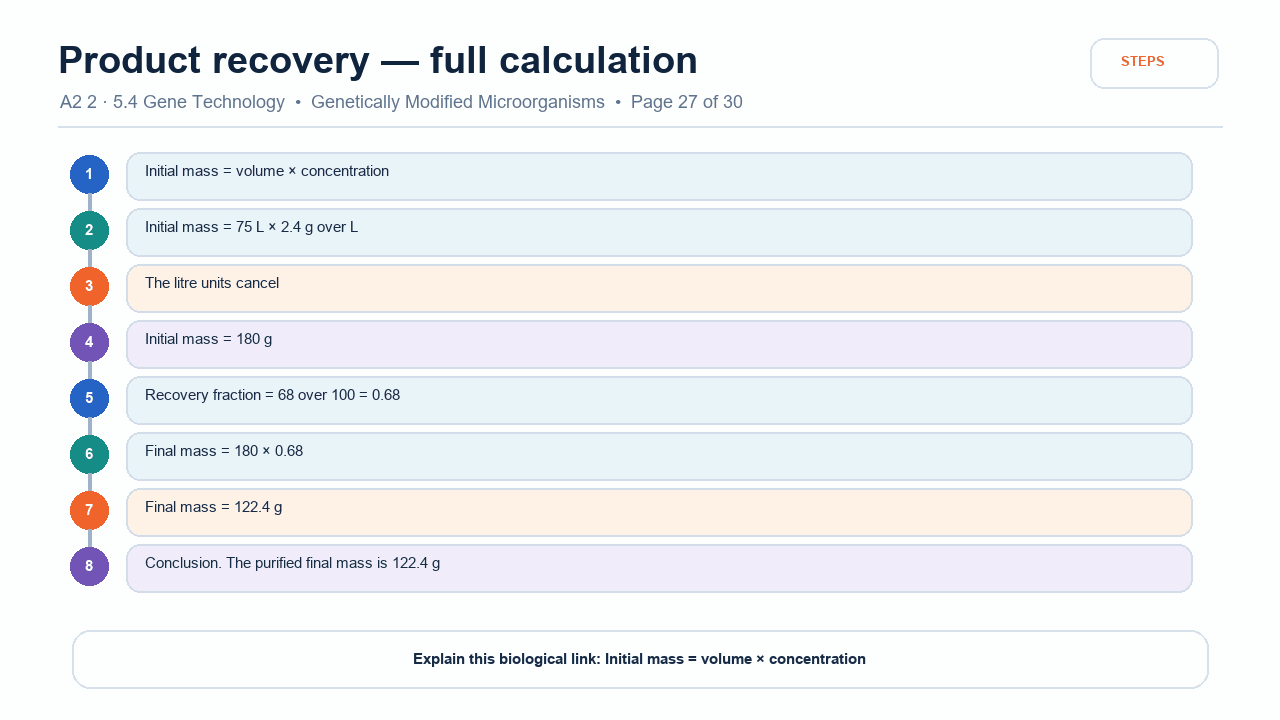 Product recovery — full calculation
STEPS
A2 2 · 5.4 Gene Technology • Genetically Modified Microorganisms • Page 27 of 30
1 Initial mass = volume × concentration
2 Initial mass = 75 L × 2.4 g over L
3 The litre units cancel
4 Initial mass = 180 g
5 Recovery fraction = 68 over 100 = 0.68
6 Final mass = 180 × 0.68
7 Final mass = 122.4 g
8 Conclusion. The purified final mass is 122.4 g
Explain this biological link: Initial mass = volume × concentration